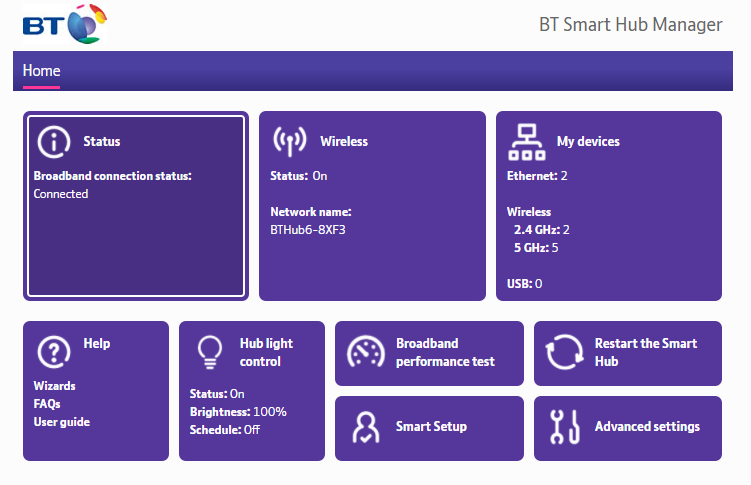 BT
BT Smart Hub Manager
Home
Status
Broadband connection status:
Connected
Wireless
Status: On
Network name:
BTHub6-8XF3
My devices
Ethernet: 2
Wireless
2.4 GHz: 2
5 GHz: 5
USB: 0
Help
Wizards
FAQs
User guide
Hub light
control
Status: On
Brightness: 100%
Schedule: Off
Broadband
performance test
Restart the Smart
Hub
Smart Setup
Advanced settings